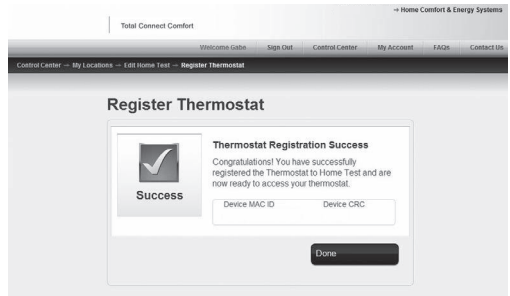 → Home Comfort & Energy Systems
Total Connect Comfort
Welcome Gabe Sign Out Control Center My Account FAQs Contact Us
Control Center → My Locations → Edit Home Test → Register Thermostat
Register Thermostat
Thermostat Registration Success
Congratulations! You have successfully
registered the Thermostat to Home Test and are
now ready to access your thermostat.
Success
Device MAC ID Device CRC
Done